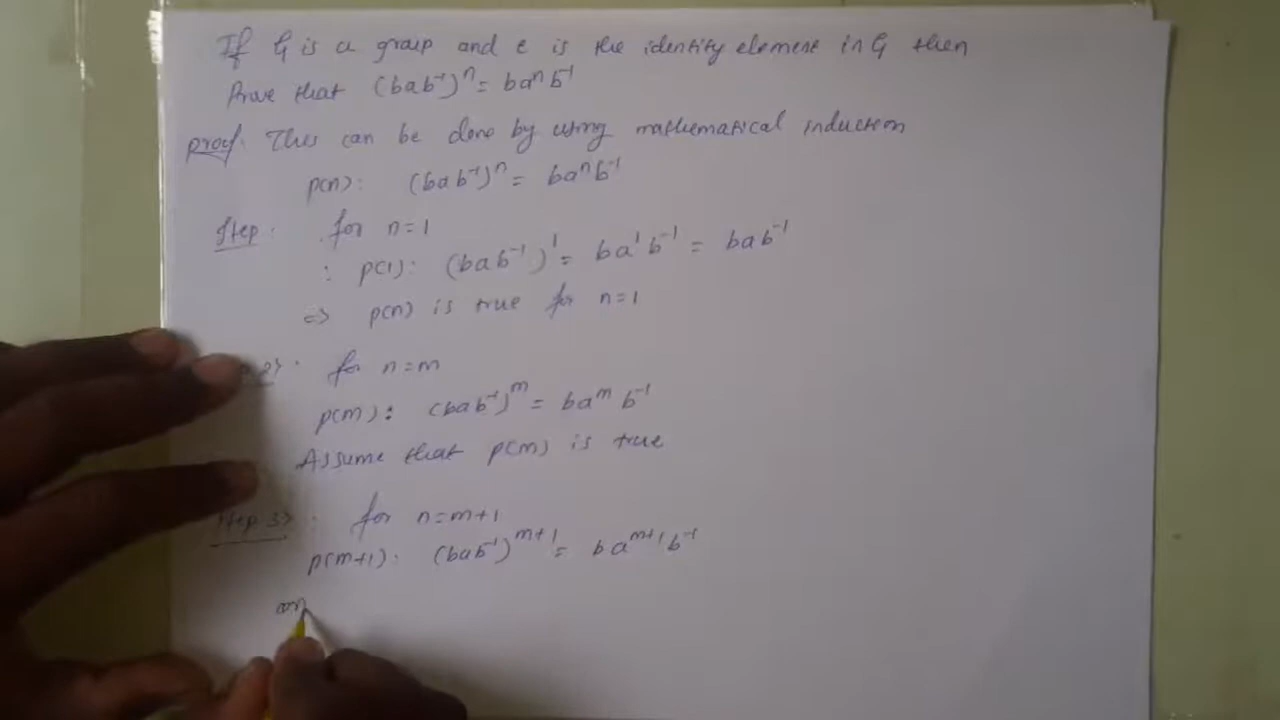 If G is a group and e is the identity element in G then
Prove that (bab⁻¹)ⁿ = baⁿb⁻¹
proof: This can be done by using mathematical induction
p(n): (bab⁻¹)ⁿ = baⁿb⁻¹
Step: for n=1
∴ p(1): (bab⁻¹)¹ = ba¹b⁻¹ = bab⁻¹
⇒ p(n) is true for n=1
for n=m
p(m): (bab⁻¹)ᵐ = baᵐ b⁻¹
Assume that p(m) is true
Step 3: for n=m+1
p(m+1): (bab⁻¹)ᵐ⁺¹ = baᵐ⁺¹b⁻¹